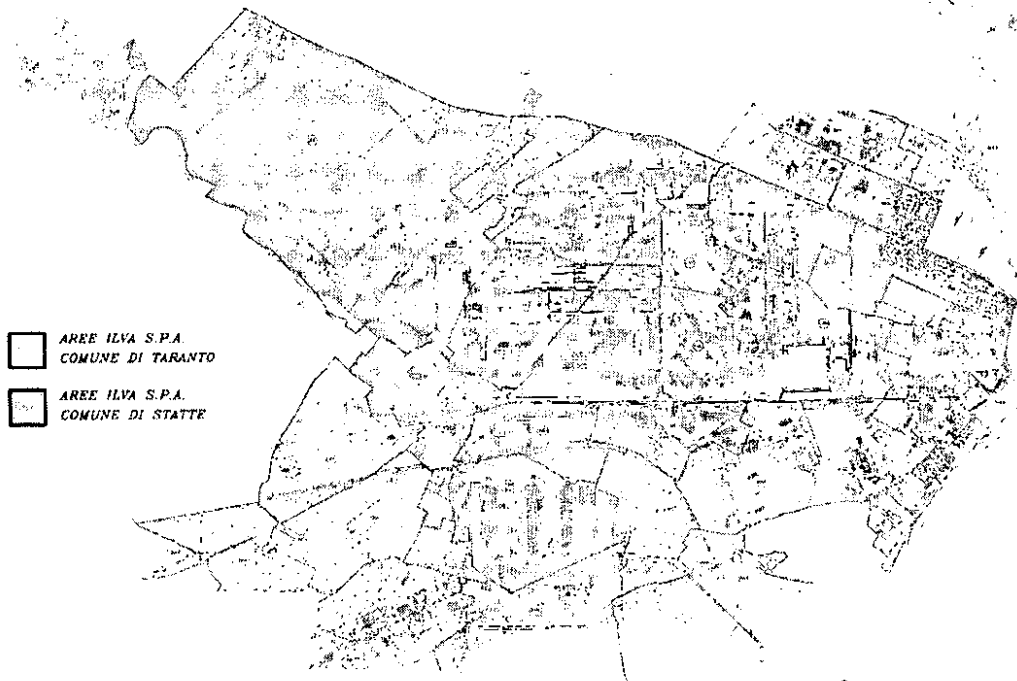 AREE ILVA S.P.A.
COMUNE DI TARANTO
AREE ILVA S.P.A.
COMUNE DI STATTE